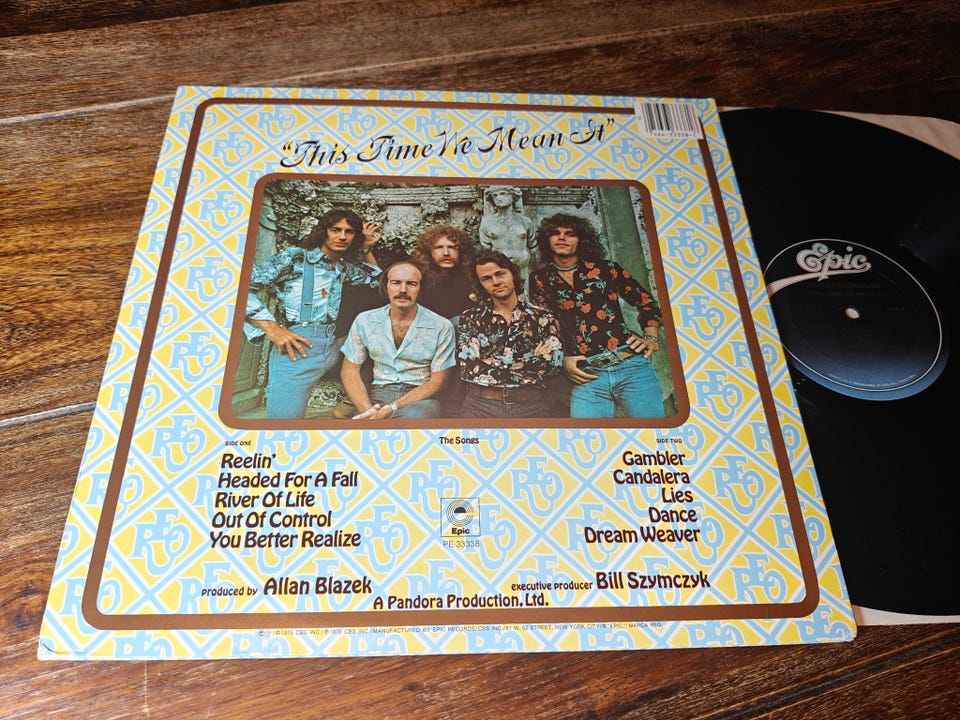 "This Time We Mean It"
Epic
SIDE ONE
Reelin'
Headed For A Fall
River Of Life
Out Of Control
You Better Realize
The Songs
SIDE TWO
Gambler
Candalera
Lies
Dance
Dream Weaver
Epic
PE 33338
produced by Allan Blazek
executive producer Bill Szymczyk
A Pandora Production, Ltd.
REO